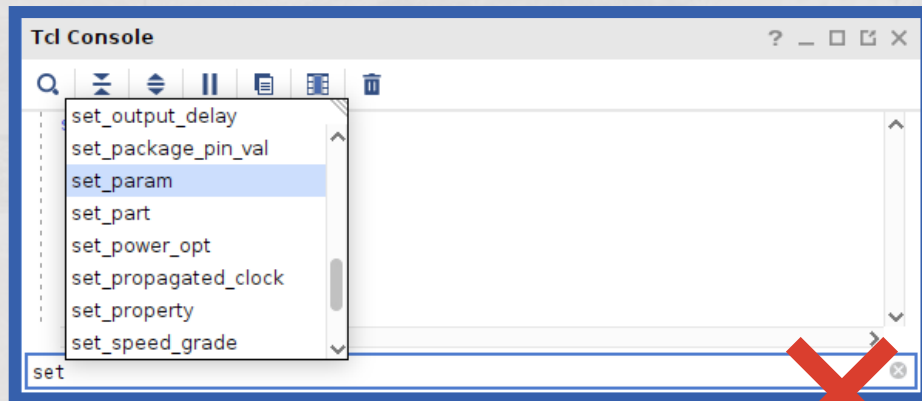 Tcl Console
set_output_delay
set_package_pin_val
set_param
set_part
set_power_opt
set_propagated_clock
set_property
set_speed_grade
set